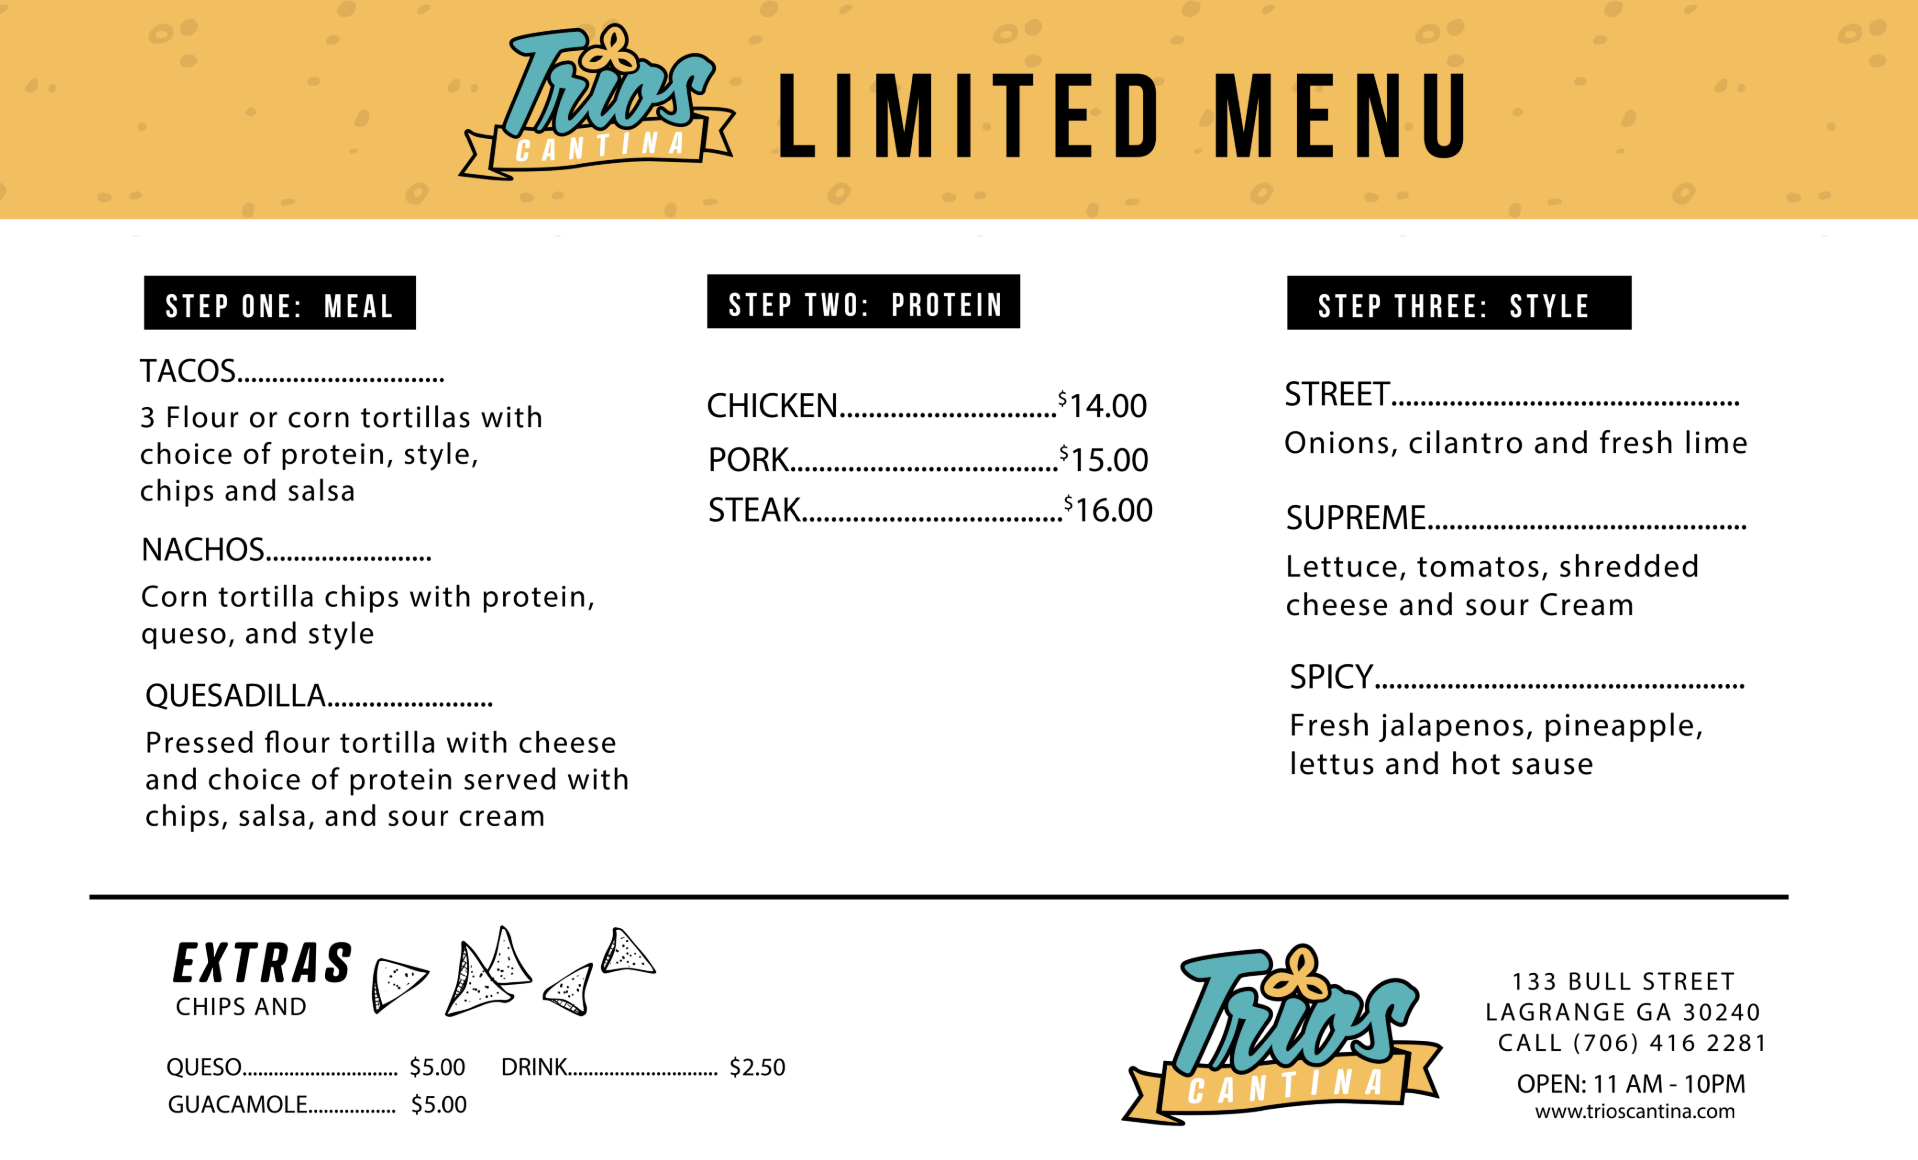 Trios
CANTINA
LIMITED MENU
STEP ONE: MEAL
TACOS..............................
3 Flour or corn tortillas with
choice of protein, style,
chips and salsa
NACHOS........................
Corn tortilla chips with protein,
queso, and style
QUESADILLA........................
Pressed flour tortilla with cheese
and choice of protein served with
chips, salsa, and sour cream
STEP TWO: PROTEIN
CHICKEN..............................$14.00
PORK.....................................$15.00
STEAK....................................$16.00
STEP THREE: STYLE
STREET................................................
Onions, cilantro and fresh lime
SUPREME............................................
Lettuce, tomatos, shredded
cheese and sour Cream
SPICY...................................................
Fresh jalapenos, pineapple,
lettus and hot sause
EXTRAS
CHIPS AND
QUESO.............................. $5.00
GUACAMOLE................. $5.00
DRINK............................. $2.50
Trios
CANTINA
133 BULL STREET
LAGRANGE GA 30240
CALL (706) 416 2281
OPEN: 11 AM - 10PM
www.trioscantina.com